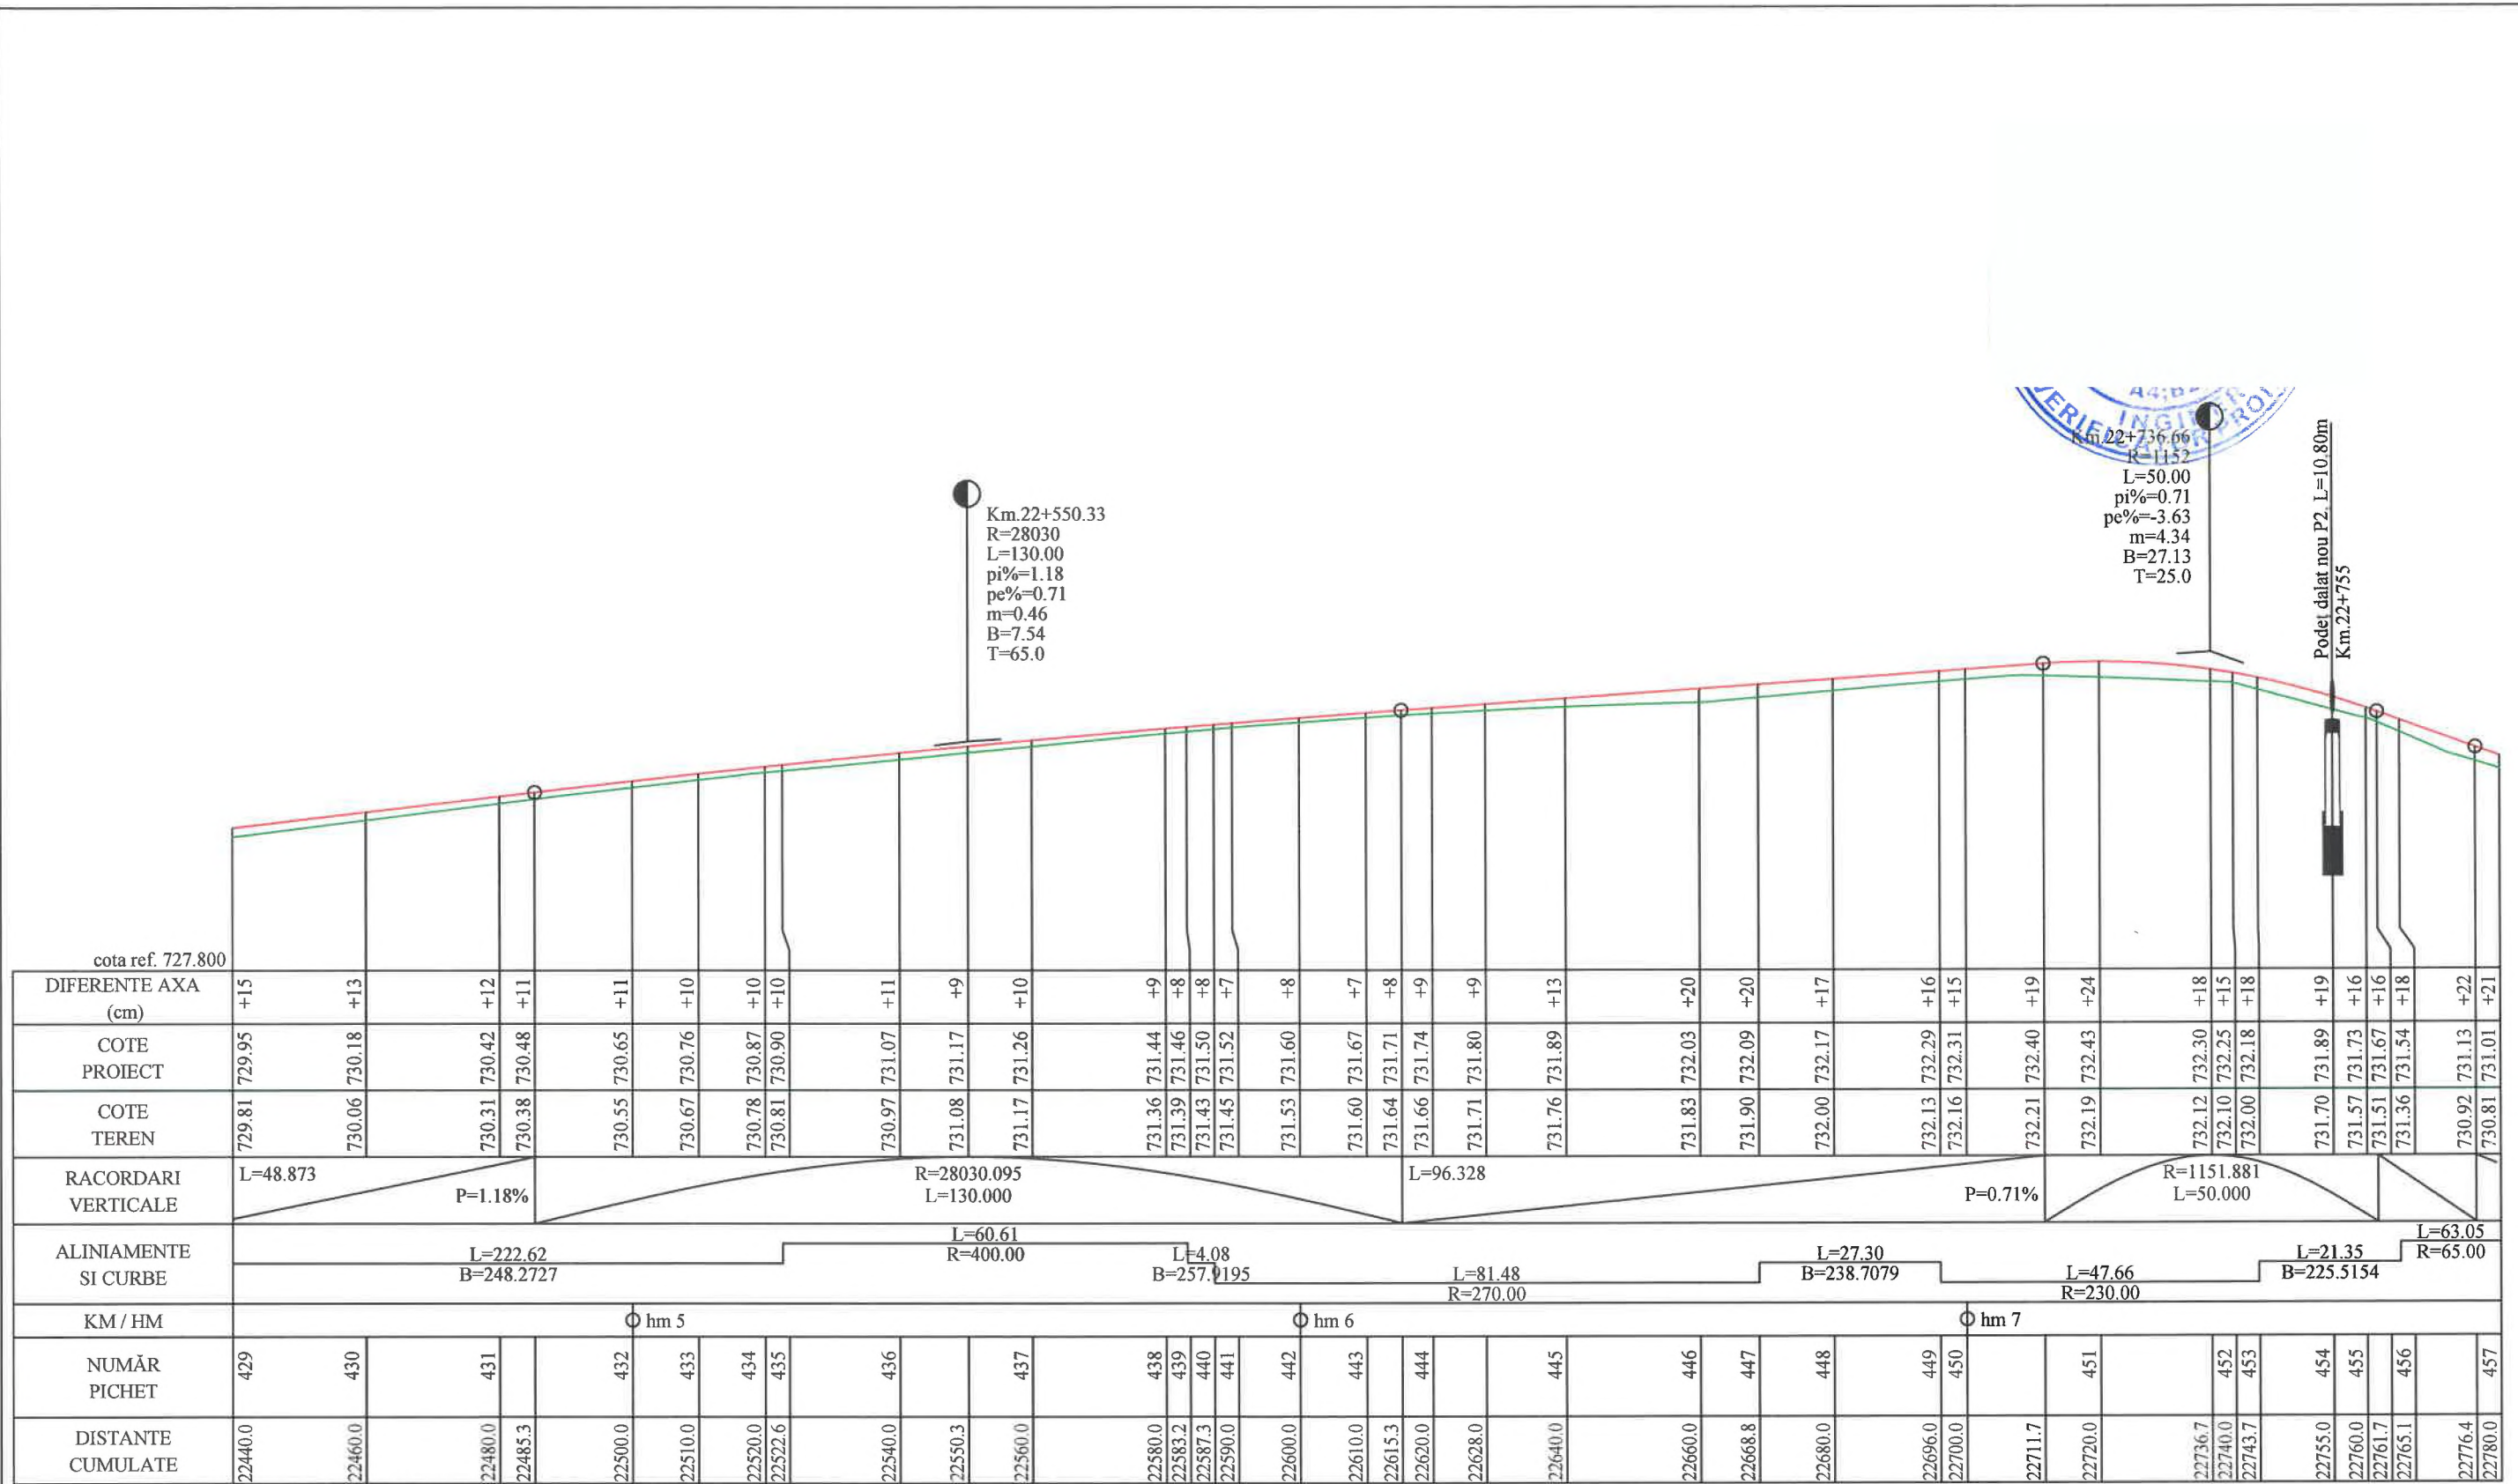 A4;B2
INGINER
VERIFICATOR PROI
Km.22+736.66
R=1152
L=50.00
pi%=0.71
pe%=-3.63
m=4.34
B=27.13
T=25.0
Podeț dalat nou P2, L=10.80m
Km.22+755
Km.22+550.33
R=28030
L=130.00
pi%=1.18
pe%=0.71
m=0.46
B=7.54
T=65.0
cota ref. 727.800
DIFERENTE AXA
(cm)
+15 +13 +12 +11 +11 +10 +10 +10 +11 +9 +10 +9 +8 +8 +7 +8 +7 +8 +9 +9 +13 +20 +20 +17 +16 +15 +19 +24 +18 +15 +18 +19 +16 +16 +18 +22 +21
COTE
PROIECT
729.95 730.18 730.42 730.48 730.65 730.76 730.87 730.90 731.07 731.17 731.26 731.44 731.46 731.50 731.52 731.60 731.67 731.71 731.74 731.80 731.89 732.03 732.09 732.17 732.29 732.31 732.40 732.43 732.30 732.25 732.18 731.89 731.73 731.67 731.54 731.13 731.01
COTE
TEREN
729.81 730.06 730.31 730.38 730.55 730.67 730.78 730.81 730.97 731.08 731.17 731.36 731.39 731.43 731.45 731.53 731.60 731.64 731.66 731.71 731.76 731.83 731.90 732.00 732.13 732.16 732.21 732.19 732.12 732.10 732.00 731.70 731.57 731.51 731.36 730.92 730.81
RACORDARI
VERTICALE
L=48.873
P=1.18%
R=28030.095
L=130.000
L=96.328
P=0.71%
R=1151.881
L=50.000
ALINIAMENTE
SI CURBE
L=222.62
B=248.2727
L=60.61
R=400.00
L=4.08
B=257.9195
L=81.48
R=270.00
L=27.30
B=238.7079
L=47.66
R=230.00
L=21.35
B=225.5154
L=63.05
R=65.00
KM / HM
hm 5
hm 6
hm 7
NUMĂR
PICHET
429 430 431 432 433 434 435 436 437 438 439 440 441 442 443 444 445 446 447 448 449 450 451 452 453 454 455 456 457
DISTANTE
CUMULATE
22440.0 22460.0 22480.0 22485.3 22500.0 22510.0 22520.0 22522.6 22540.0 22550.3 22560.0 22580.0 22583.2 22587.3 22590.0 22600.0 22610.0 22615.3 22620.0 22628.0 22640.0 22660.0 22668.8 22680.0 22696.0 22700.0 22711.7 22720.0 22736.7 22740.0 22743.7 22755.0 22760.0 22761.7 22765.1 22776.4 22780.0